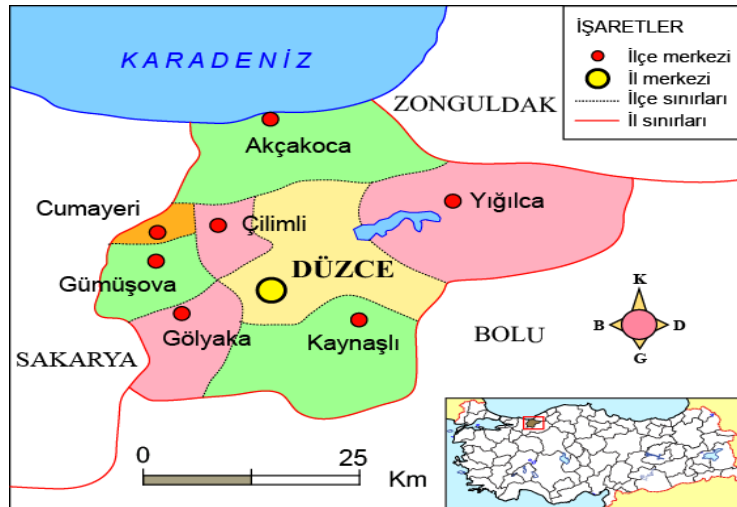 KARADENİZ
İŞARETLER
İlçe merkezi
İl merkezi
İlçe sınırları
İl sınırları
ZONGULDAK
Akçakoca
Yığılca
Cumayeri
Çilimli
DÜZCE
Gümüşova
Gölyaka
Kaynaşlı
SAKARYA
BOLU
K
B
D
G
0
25
Km